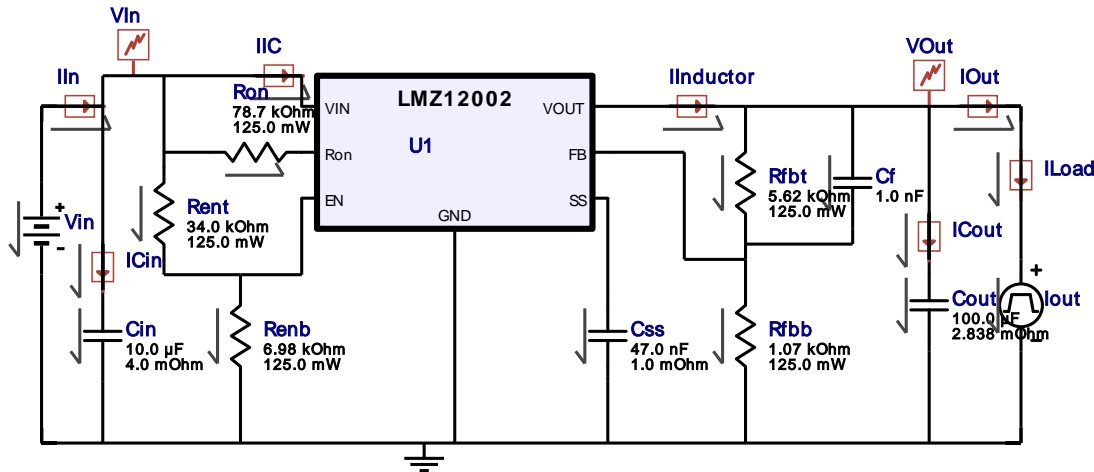 VIn
IIn
IIC
Ron
78.7 kOhm
125.0 mW
LMZ12002
U1
VIN
Ron
EN
GND
VOUT
FB
SS
IInductor
VOut
IOut
ILoad
Rent
34.0 kOhm
125.0 mW
Rfbt
5.62 kOhm
125.0 mW
Cf
1.0 nF
+
Vin
-
ICin
ICout
Cin
10.0 µF
4.0 mOhm
Renb
6.98 kOhm
125.0 mW
Css
47.0 nF
1.0 mOhm
Rfbb
1.07 kOhm
125.0 mW
Cout
100.0 µF
2.838 mOhm
+
Iout
-